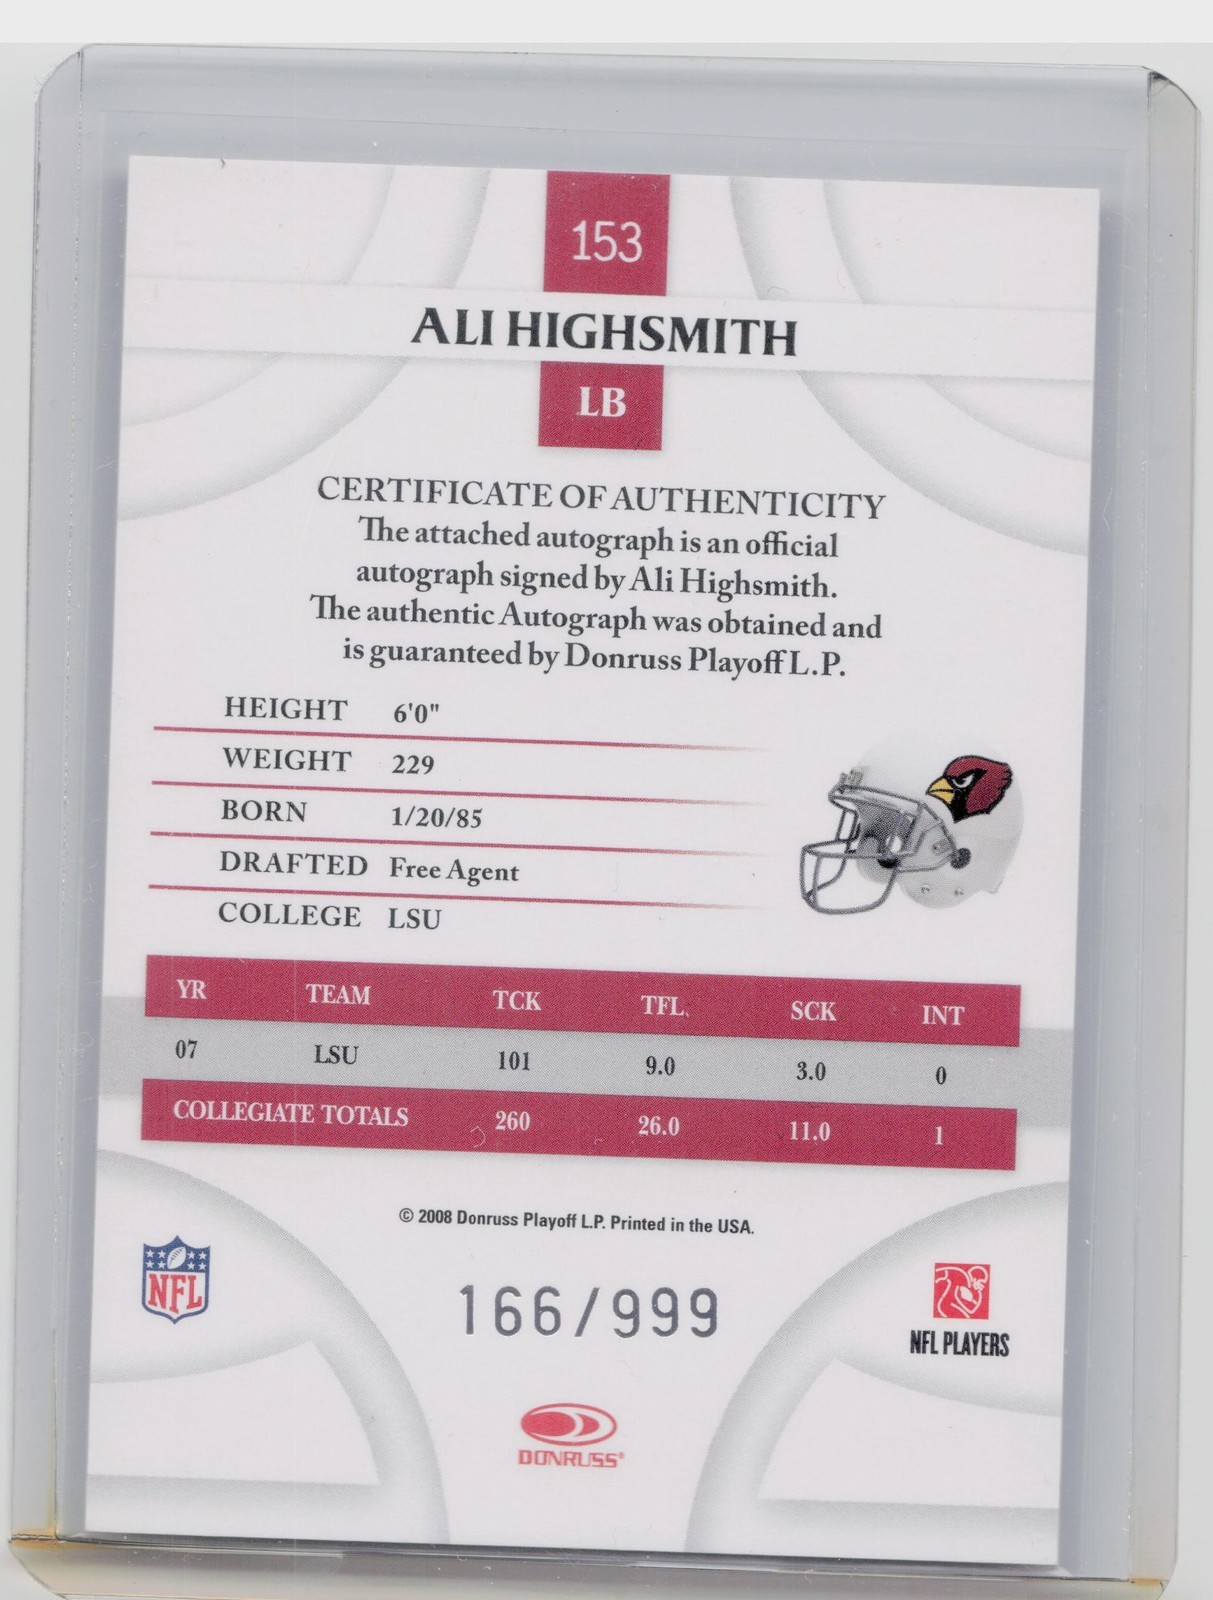 153
ALI HIGHSMITH
LB
CERTIFICATE OF AUTHENTICITY
The attached autograph is an official
autograph signed by Ali Highsmith.
The authentic Autograph was obtained and
is guaranteed by Donruss Playoff L.P.
HEIGHT 6'0"
WEIGHT 229
BORN 1/20/85
DRAFTED Free Agent
COLLEGE LSU
YR TEAM TCK TFL SCK INT
07 LSU 101 9.0 3.0 0
COLLEGIATE TOTALS 260 26.0 11.0 1
© 2008 Donruss Playoff L.P. Printed in the USA.
NFL
166/999
NFL PLAYERS
DONRUSS®